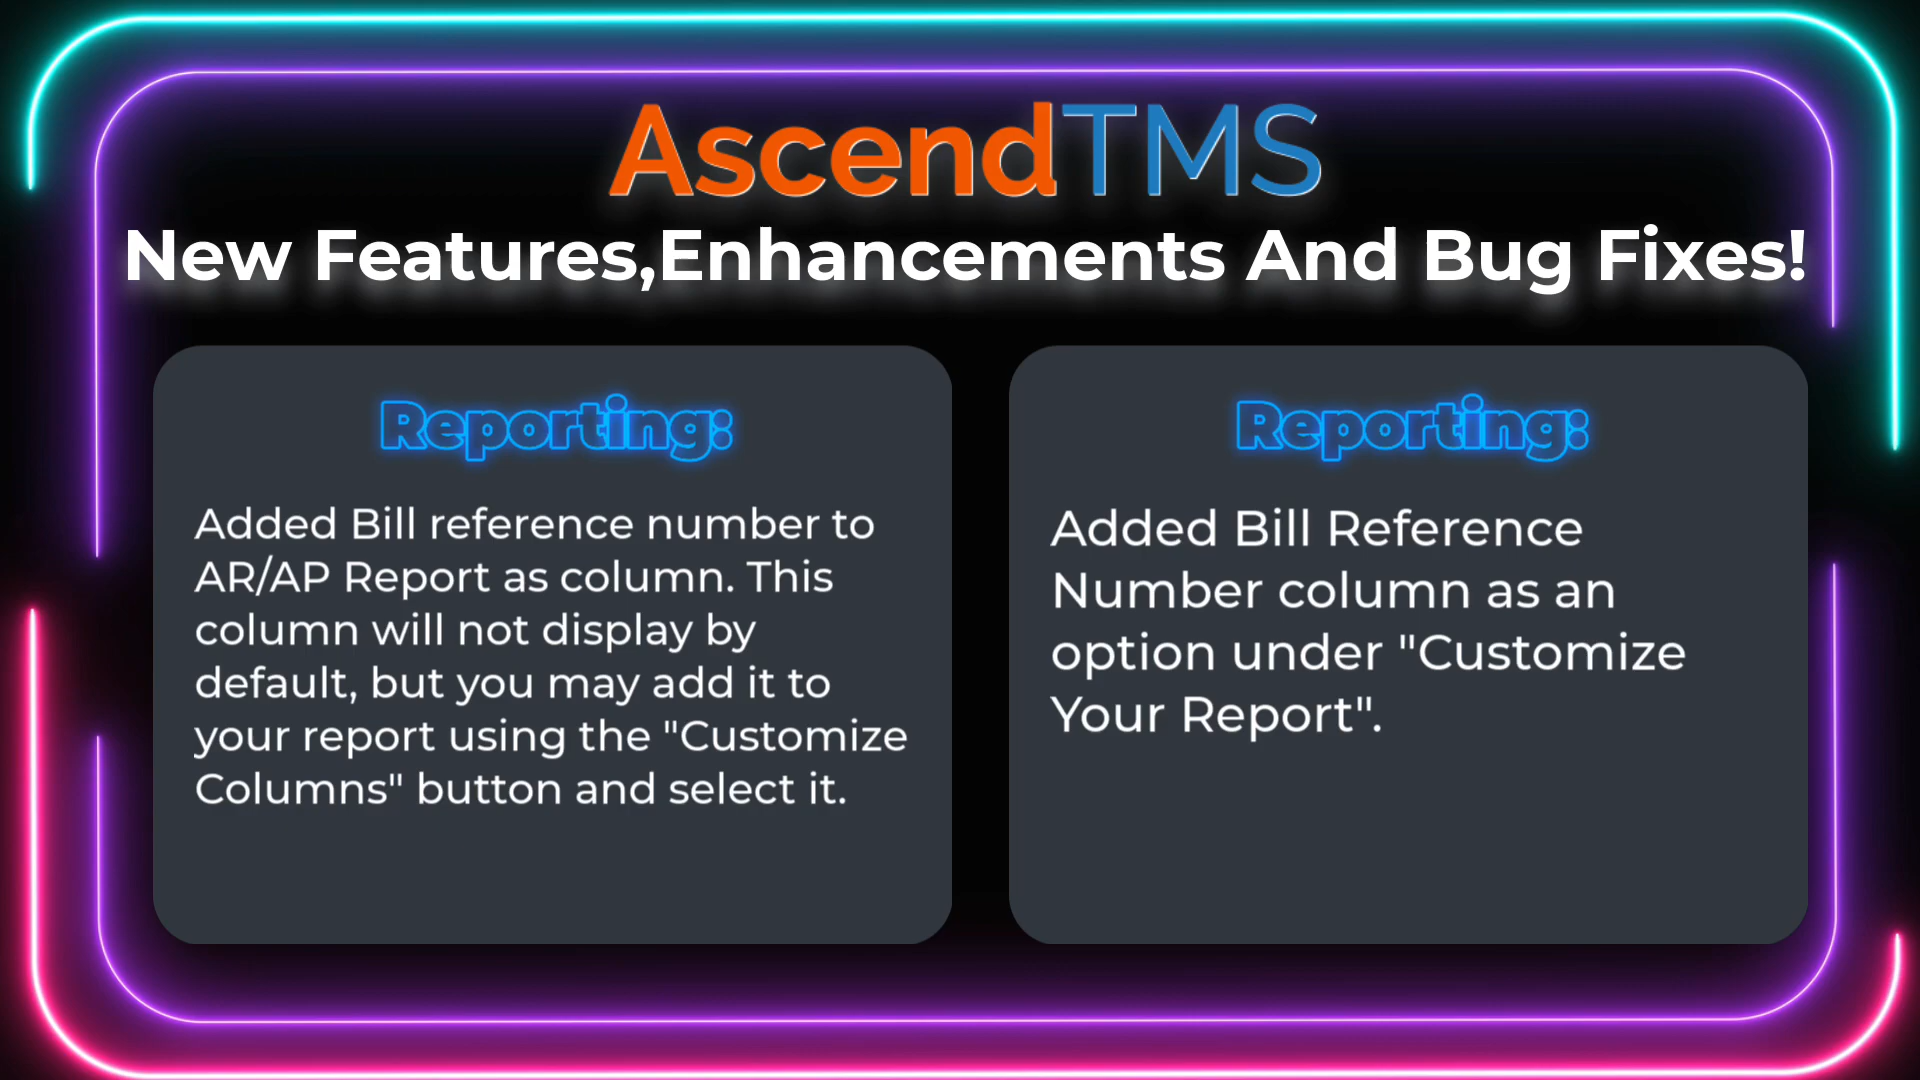 AscendTMS
New Features,Enhancements And Bug Fixes!
Reporting:
Added Bill reference number to
AR/AP Report as column. This
column will not display by
default, but you may add it to
your report using the "Customize
Columns" button and select it.
Reporting:
Added Bill Reference
Number column as an
option under "Customize
Your Report".